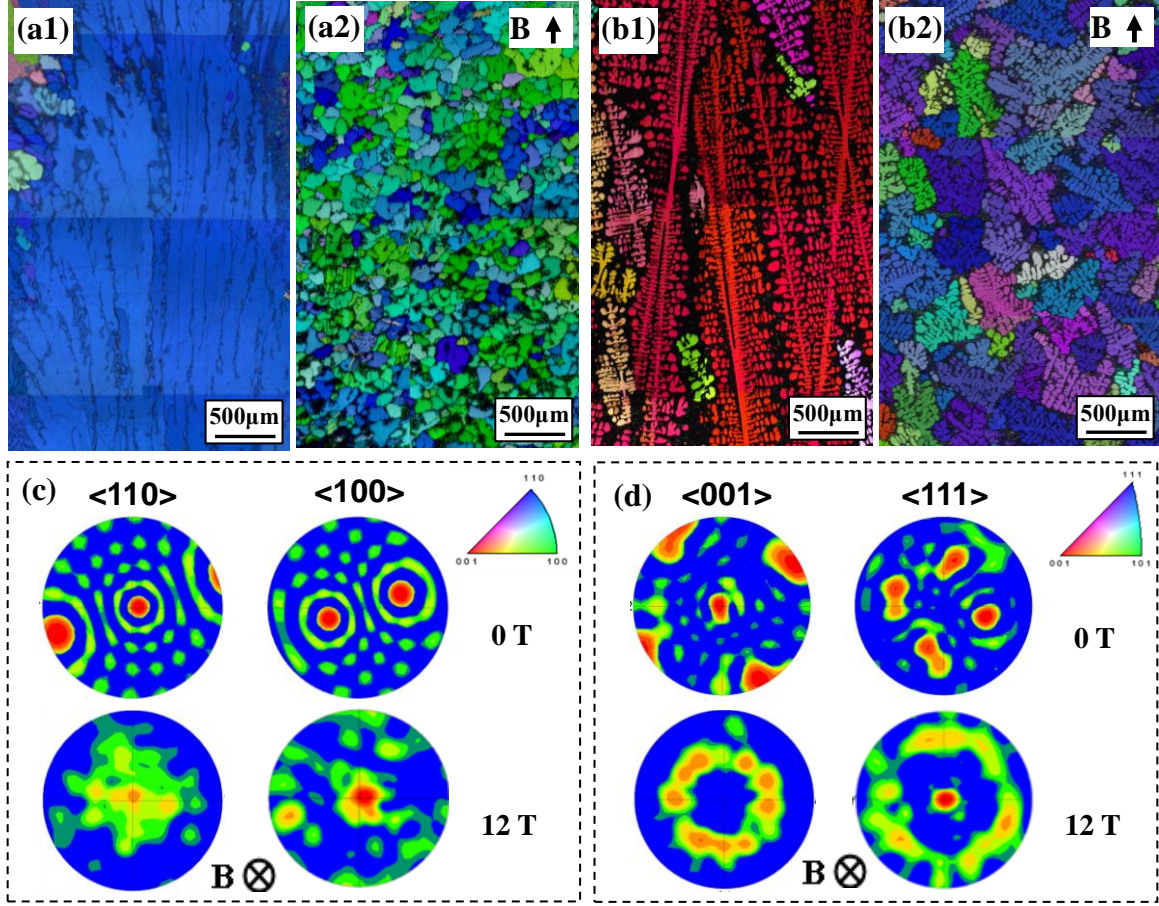 (a1)
(a2)
B
(b1)
(b2)
B
500μm
500μm
500μm
500μm
(c)
<110>
<100>
110
001
100
0 T
12 T
B
(d)
<001>
<111>
111
001
101
0 T
12 T
B